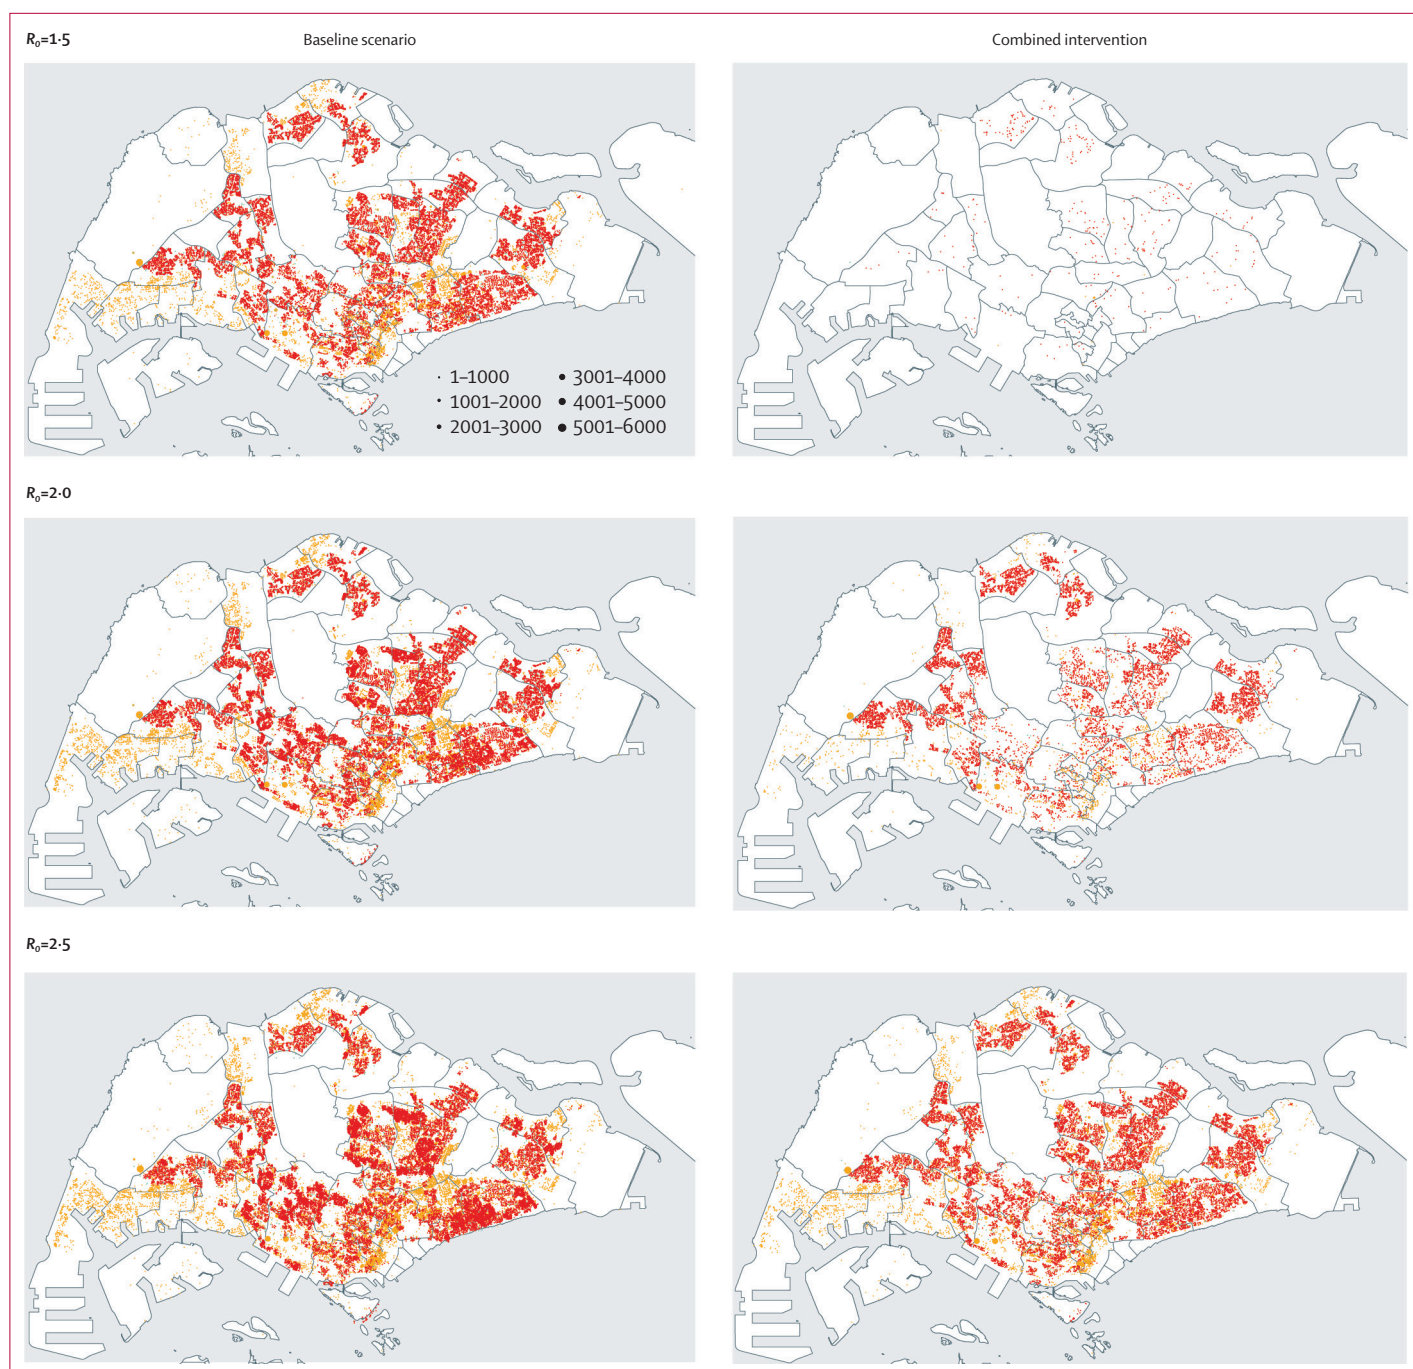 R₀=1·5
Baseline scenario
Combined intervention
1–1000
3001–4000
1001–2000
4001–5000
2001–3000
5001–6000
R₀=2·0
R₀=2·5